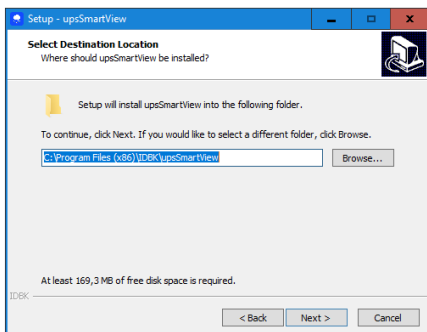 Setup - upsSmartView
Select Destination Location
Where should upsSmartView be installed?
Setup will install upsSmartView into the following folder.
To continue, click Next. If you would like to select a different folder, click Browse.
C:\Program Files (x86)\IDBK\upsSmartView
Browse...
At least 169,3 MB of free disk space is required.
IDBK
< Back
Next >
Cancel